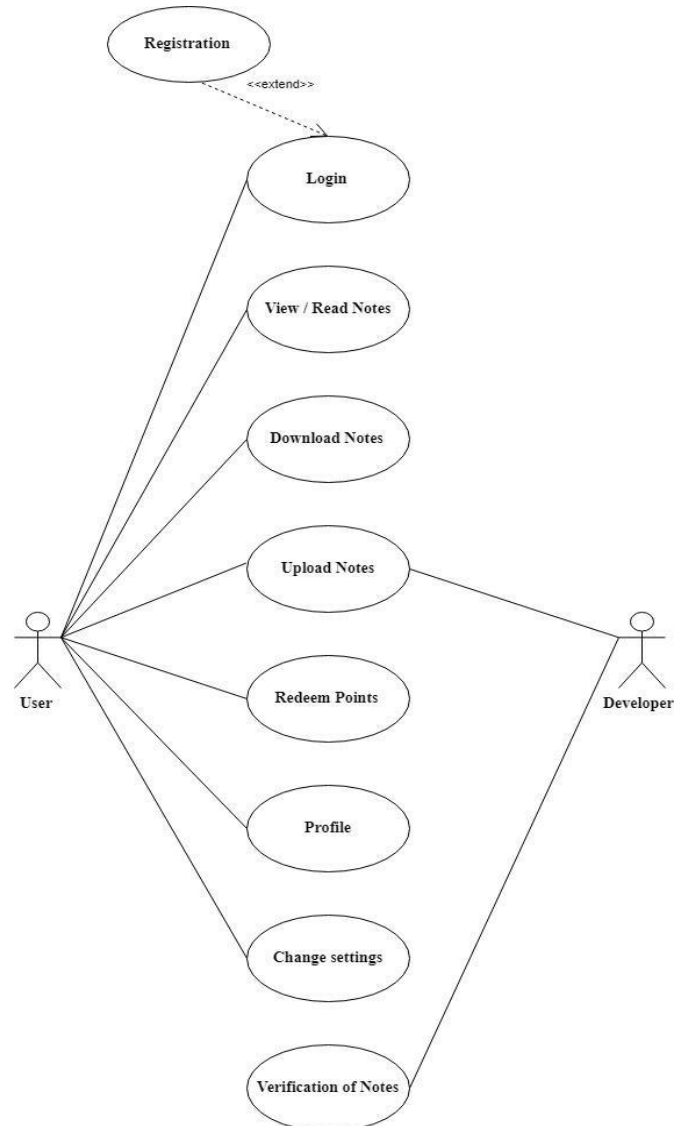 Registration
<<extend>>
Login
View / Read Notes
Download Notes
Upload Notes
User
Redeem Points
Developer
Profile
Change settings
Verification of Notes